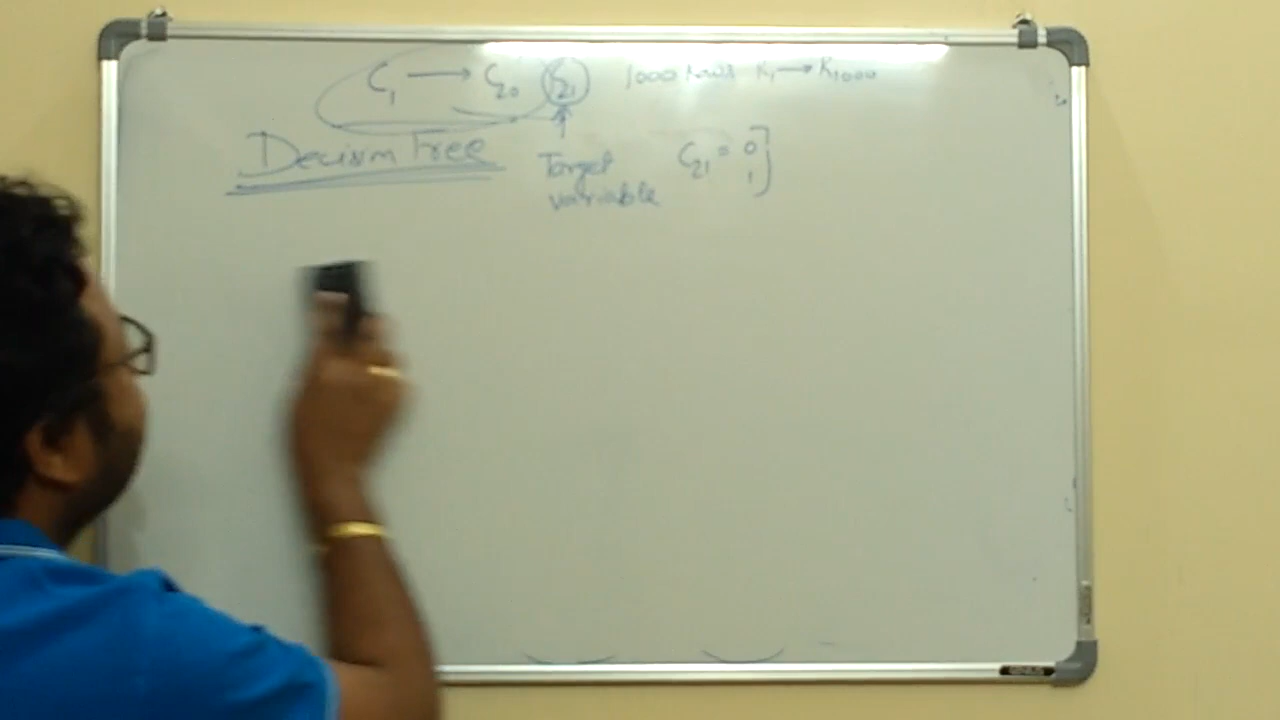 C₁ → C₂₀ C₂₁ 1000 rows R₁ → R₁₀₀₀
Decision Tree
Target variable
C₂₁ = 0
1